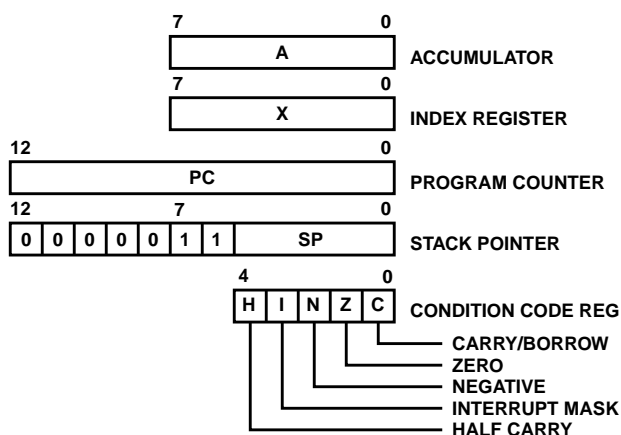 7 0
A ACCUMULATOR
7 0
X INDEX REGISTER
12 0
PC PROGRAM COUNTER
12 7 0
0 0 0 0 0 1 1 SP STACK POINTER
4 0
H I N Z C CONDITION CODE REG
CARRY/BORROW
ZERO
NEGATIVE
INTERRUPT MASK
HALF CARRY